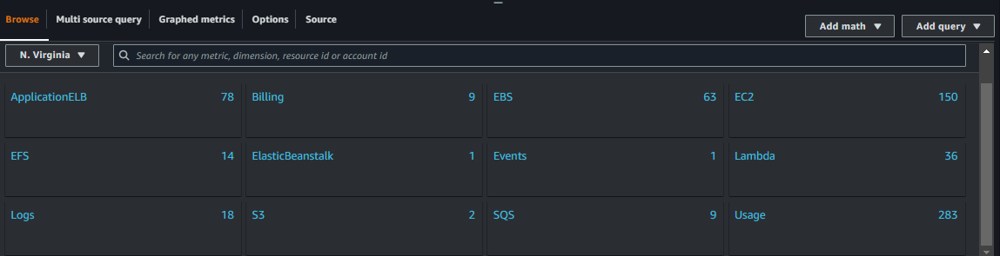 Browse Multi source query Graphed metrics Options Source
Add math ▼ Add query ▼
N. Virginia ▼ Search for any metric, dimension, resource id or account id
ApplicationELB 78 Billing 9 EBS 63 EC2 150
EFS 14 ElasticBeanstalk 1 Events 1 Lambda 36
Logs 18 S3 2 SQS 9 Usage 283